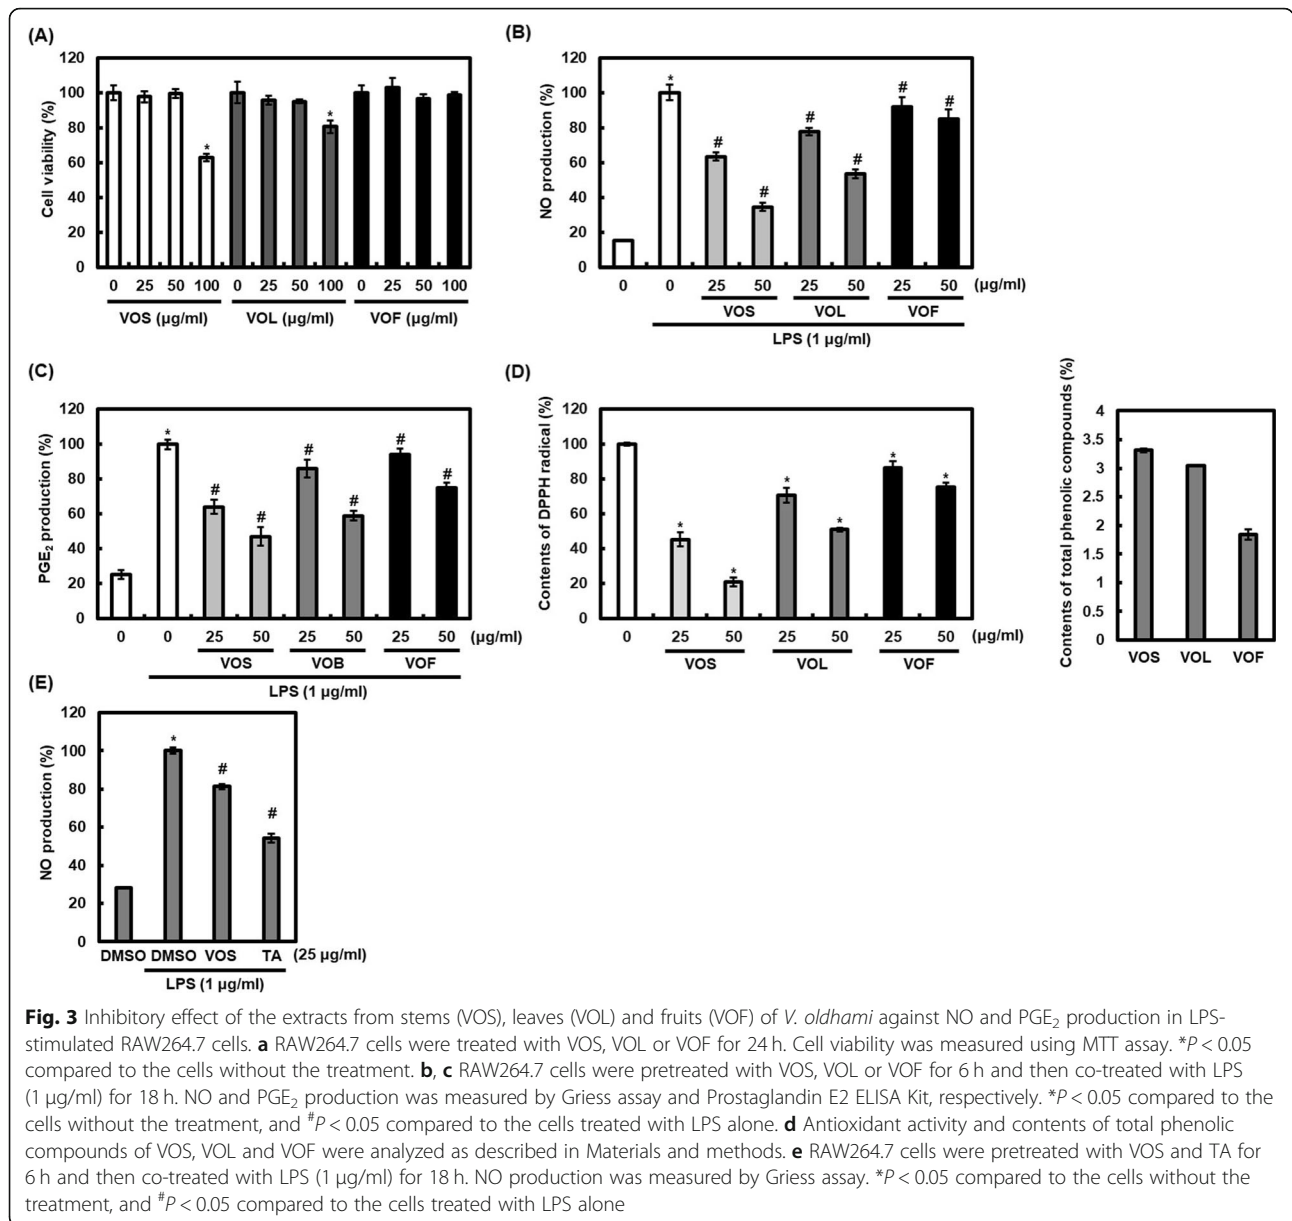 (A)
120
100
80
60
40
20
0
Cell viability (%)
* *
0 25 50 100 0 25 50 100 0 25 50 100
VOS (µg/ml) VOL (µg/ml) VOF (µg/ml)
(B)
120
100
80
60
40
20
0
NO production (%)
* # # # # # #
0 0 25 50 25 50 25 50 (µg/ml)
VOS VOL VOF
LPS (1 µg/ml)
(C)
120
100
80
60
40
20
0
PGE2 production (%)
* # # # # # #
0 0 25 50 25 50 25 50 (µg/ml)
VOS VOB VOF
LPS (1 µg/ml)
(D)
120
100
80
60
40
20
0
Contents of DPPH radical (%)
* * * * * *
0 25 50 25 50 25 50 (µg/ml)
VOS VOL VOF
4
3.5
3
2.5
2
1.5
1
0.5
0
Contents of total phenolic compounds (%)
VOS VOL VOF
(E)
120
100
80
60
40
20
0
NO production (%)
* # #
DMSO DMSO VOS TA (25 µg/ml)
LPS (1 µg/ml)
Fig. 3 Inhibitory effect of the extracts from stems (VOS), leaves (VOL) and fruits (VOF) of V. oldhami against NO and PGE2 production in LPS-
stimulated RAW264.7 cells. a RAW264.7 cells were treated with VOS, VOL or VOF for 24 h. Cell viability was measured using MTT assay. *P < 0.05
compared to the cells without the treatment. b, c RAW264.7 cells were pretreated with VOS, VOL or VOF for 6 h and then co-treated with LPS
(1 µg/ml) for 18 h. NO and PGE2 production was measured by Griess assay and Prostaglandin E2 ELISA Kit, respectively. *P < 0.05 compared to the
cells without the treatment, and #P < 0.05 compared to the cells treated with LPS alone. d Antioxidant activity and contents of total phenolic
compounds of VOS, VOL and VOF were analyzed as described in Materials and methods. e RAW264.7 cells were pretreated with VOS and TA for
6 h and then co-treated with LPS (1 µg/ml) for 18 h. NO production was measured by Griess assay. *P < 0.05 compared to the cells without the
treatment, and #P < 0.05 compared to the cells treated with LPS alone